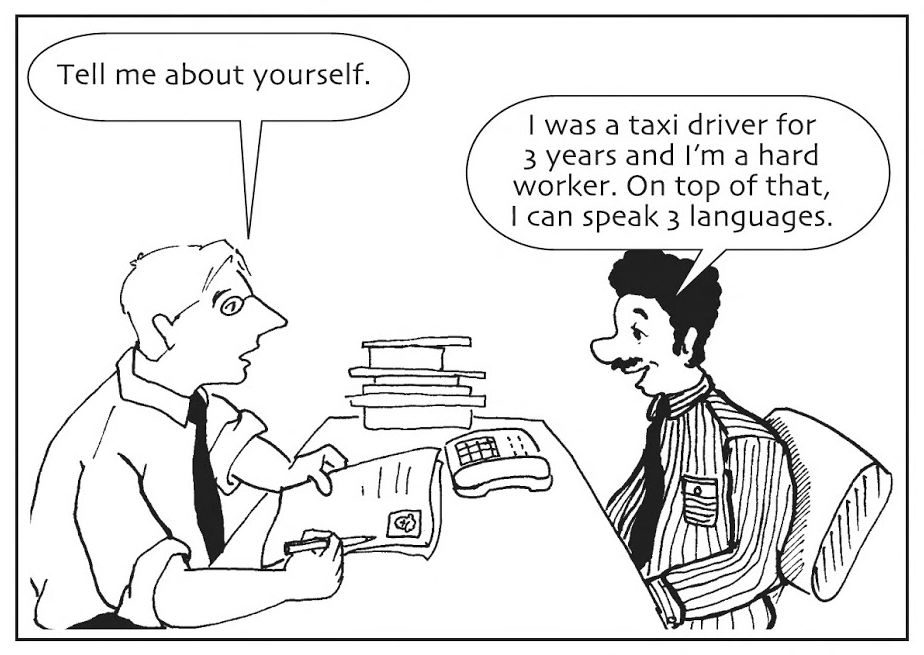 Tell me about yourself.
I was a taxi driver for
3 years and I'm a hard
worker. On top of that,
I can speak 3 languages.